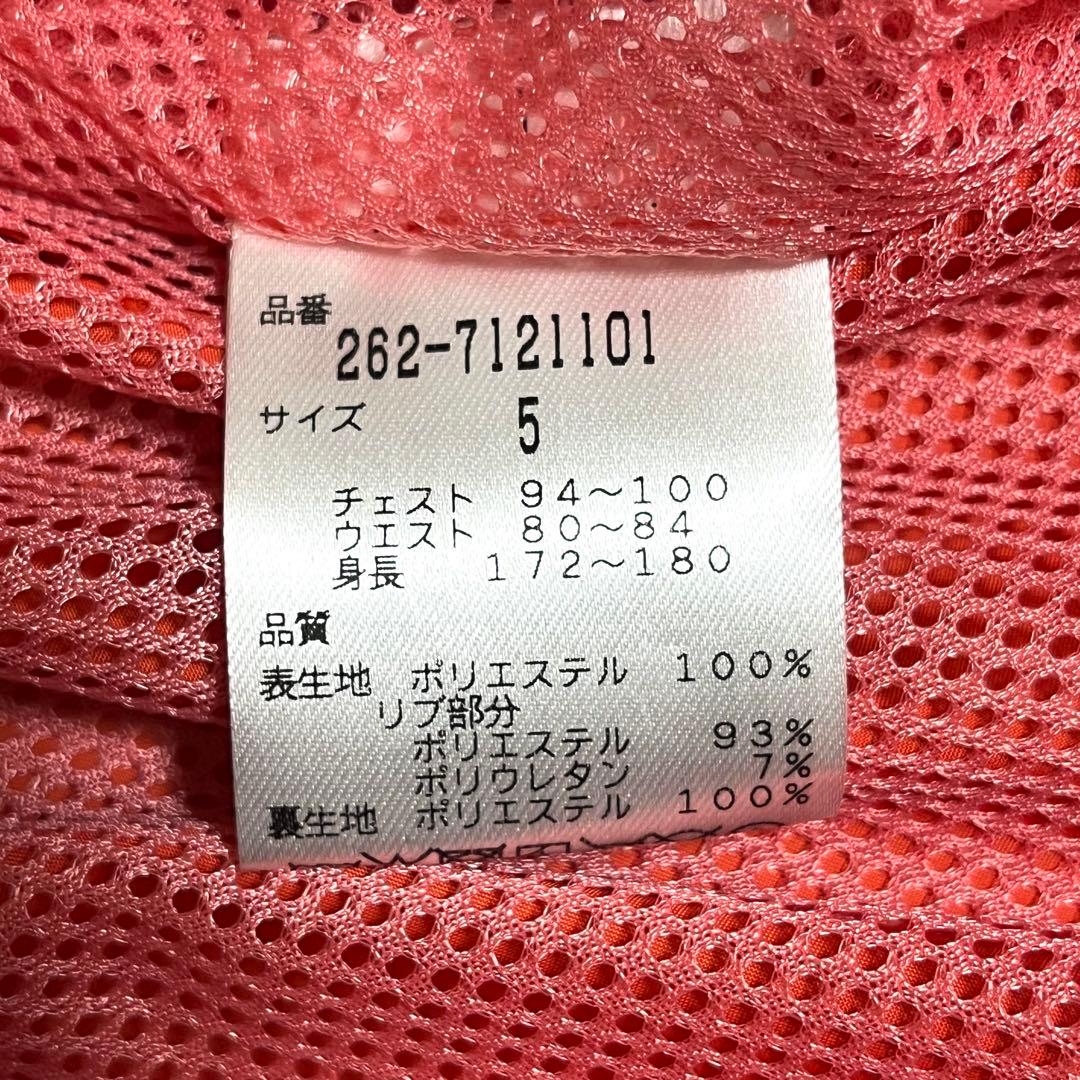 品番
262-7121101
サイズ 5
チェスト 94～100
ウエスト 80～84
身長 172～180
品質
表生地 ポリエステル 100%
リブ部分
ポリエステル 93%
ポリウレタン 7%
裏生地 ポリエステル 100%